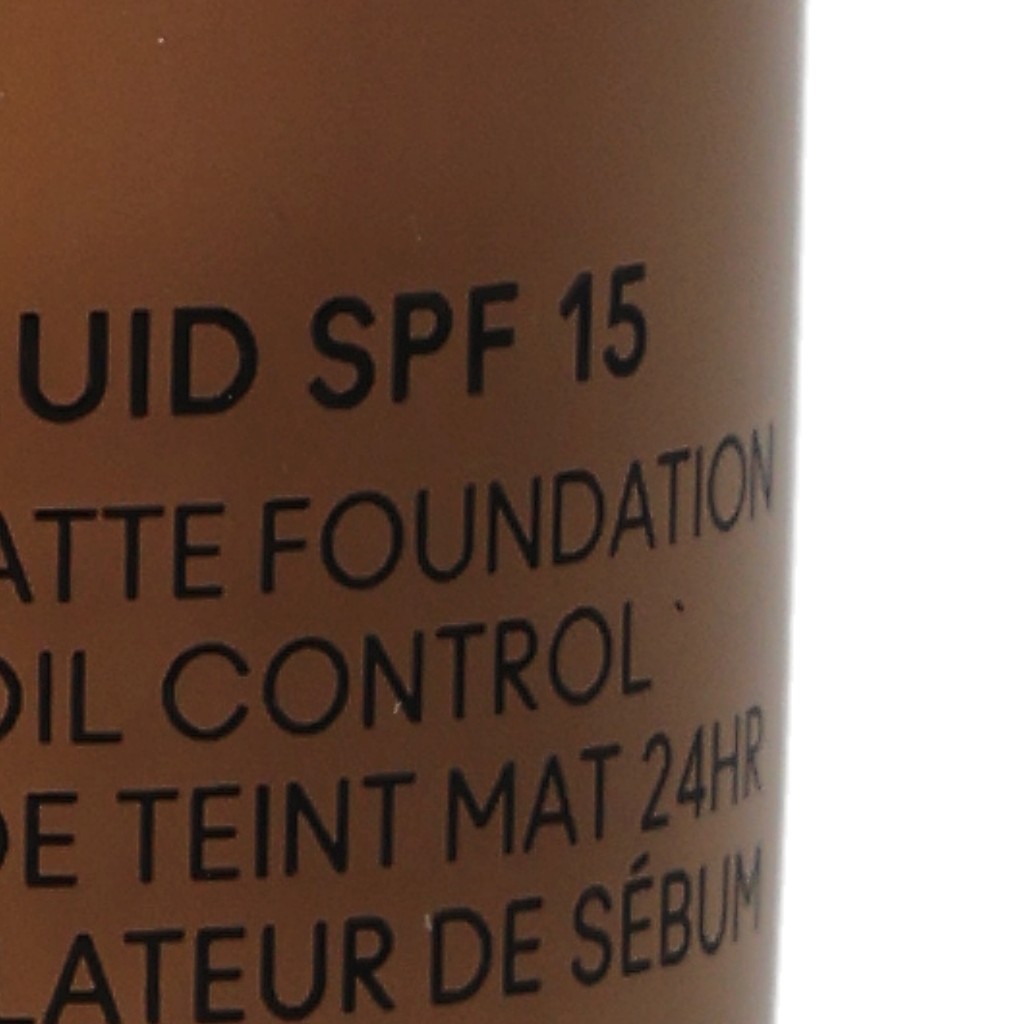 UID SPF 15
ATTE FOUNDATION
OIL CONTROL
DE TEINT MAT 24HR
LATEUR DE SÉBUM